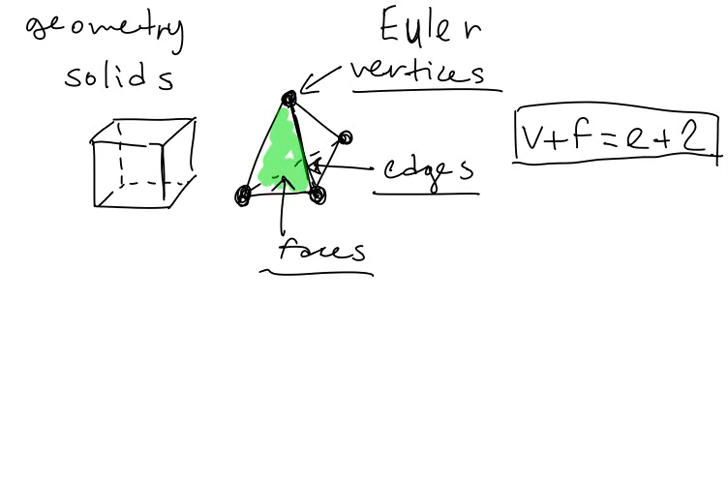 geometry
solids
Euler
vertices
edges
faces
v+f=e+2